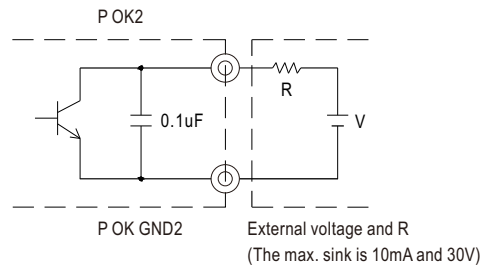 P OK2
0.1uF
R
V
P OK GND2
External voltage and R
(The max. sink is 10mA and 30V)